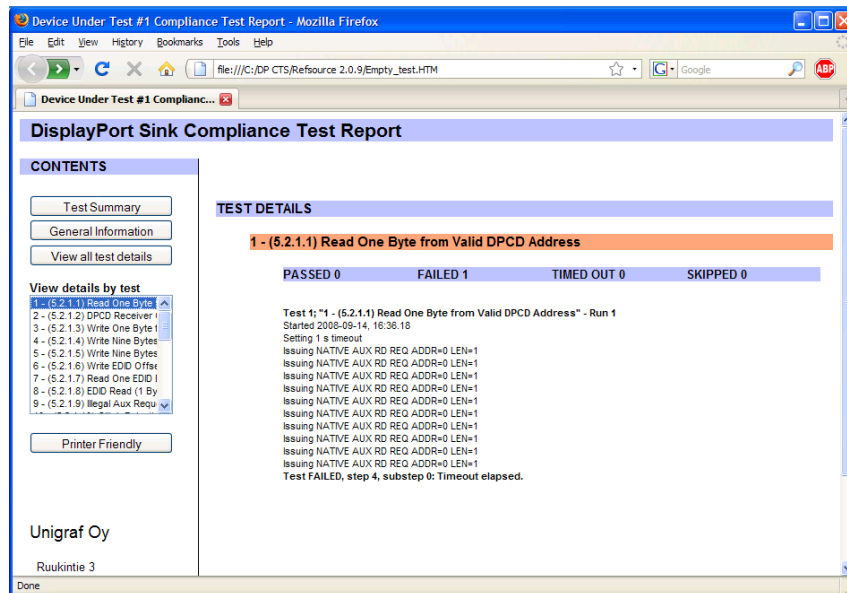 Device Under Test #1 Compliance Test Report - Mozilla Firefox
File Edit View History Bookmarks Tools Help
file:///C:/DP CTS/Refsource 2.0.9/Empty_test.HTM
G Google
ABP
Device Under Test #1 Complianc...
DisplayPort Sink Compliance Test Report
CONTENTS
Test Summary
General Information
View all test details
View details by test
1 - (5.2.1.1) Read One Byte
2 - (5.2.1.2) DPCD Receiver
3 - (5.2.1.3) Write One Byte
4 - (5.2.1.4) Write Nine Bytes
5 - (5.2.1.5) Write Nine Bytes
6 - (5.2.1.6) Write EDID Offse
7 - (5.2.1.7) Read One EDID
8 - (5.2.1.8) EDID Read (1 By
9 - (5.2.1.9) Illegal Aux Requ
Printer Friendly
Unigraf Oy
Ruukintie 3
TEST DETAILS
1 - (5.2.1.1) Read One Byte from Valid DPCD Address
PASSED 0 FAILED 1 TIMED OUT 0 SKIPPED 0
Test 1; "1 - (5.2.1.1) Read One Byte from Valid DPCD Address" - Run 1
Started 2008-09-14, 16:36.18
Setting 1 s timeout
Issuing NATIVE AUX RD REQ ADDR=0 LEN=1
Issuing NATIVE AUX RD REQ ADDR=0 LEN=1
Issuing NATIVE AUX RD REQ ADDR=0 LEN=1
Issuing NATIVE AUX RD REQ ADDR=0 LEN=1
Issuing NATIVE AUX RD REQ ADDR=0 LEN=1
Issuing NATIVE AUX RD REQ ADDR=0 LEN=1
Issuing NATIVE AUX RD REQ ADDR=0 LEN=1
Issuing NATIVE AUX RD REQ ADDR=0 LEN=1
Issuing NATIVE AUX RD REQ ADDR=0 LEN=1
Issuing NATIVE AUX RD REQ ADDR=0 LEN=1
Test FAILED, step 4, substep 0: Timeout elapsed.
Done